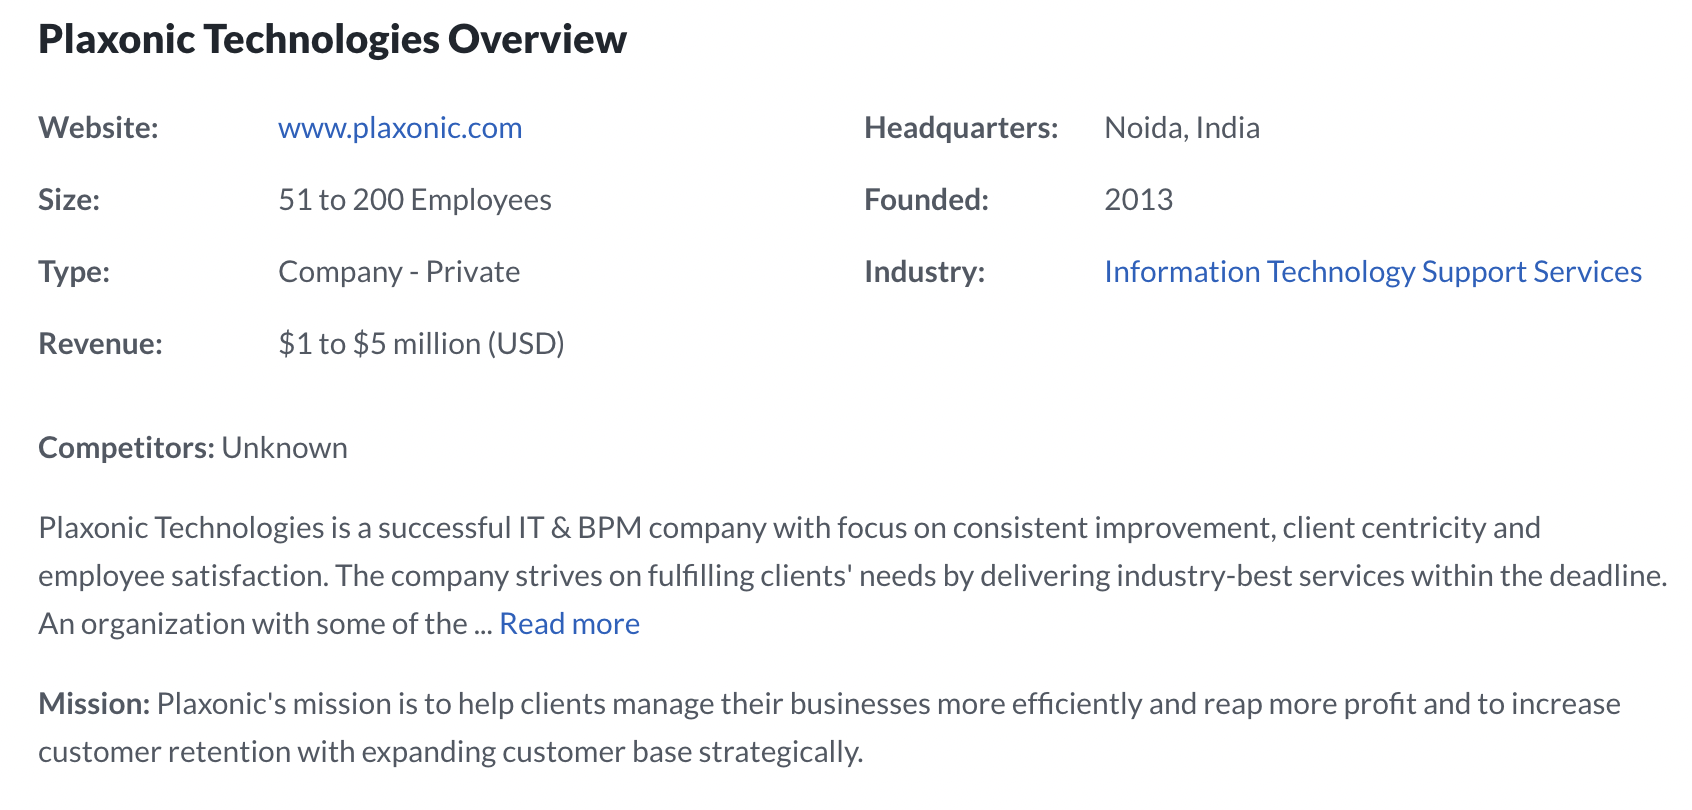 Plaxonic Technologies Overview
Website: www.plaxonic.com Headquarters: Noida, India
Size: 51 to 200 Employees Founded: 2013
Type: Company - Private Industry: Information Technology Support Services
Revenue: $1 to $5 million (USD)
Competitors: Unknown
Plaxonic Technologies is a successful IT & BPM company with focus on consistent improvement, client centricity and
employee satisfaction. The company strives on fulfilling clients' needs by delivering industry-best services within the deadline.
An organization with some of the ... Read more
Mission: Plaxonic's mission is to help clients manage their businesses more efficiently and reap more profit and to increase
customer retention with expanding customer base strategically.